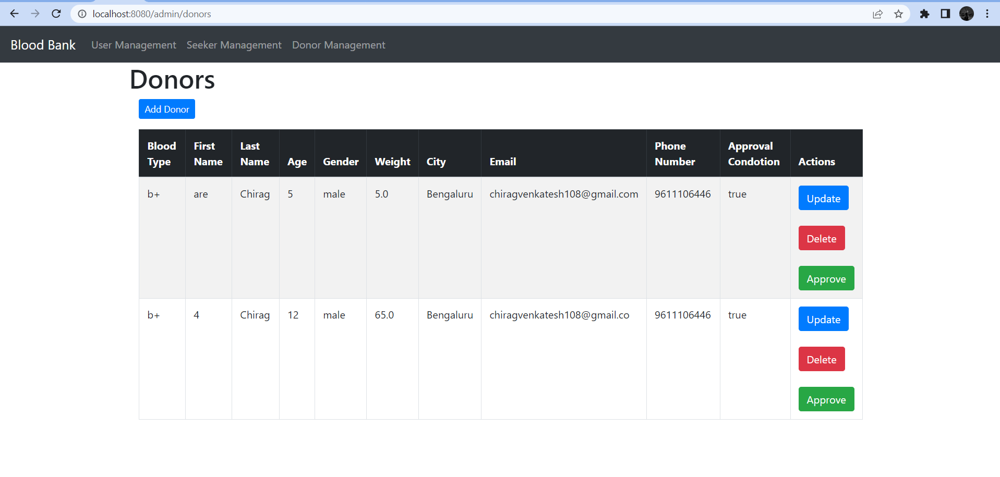 localhost:8080/admin/donors
Blood Bank User Management Seeker Management Donor Management
Donors
Add Donor
Blood Type First Name Last Name Age Gender Weight City Email Phone Number Approval Condotion Actions
b+ are Chirag 5 male 5.0 Bengaluru chiragvenkatesh108@gmail.com 9611106446 true Update
Delete
Approve
b+ 4 Chirag 12 male 65.0 Bengaluru chiragvenkatesh108@gmail.co 9611106446 true Update
Delete
Approve